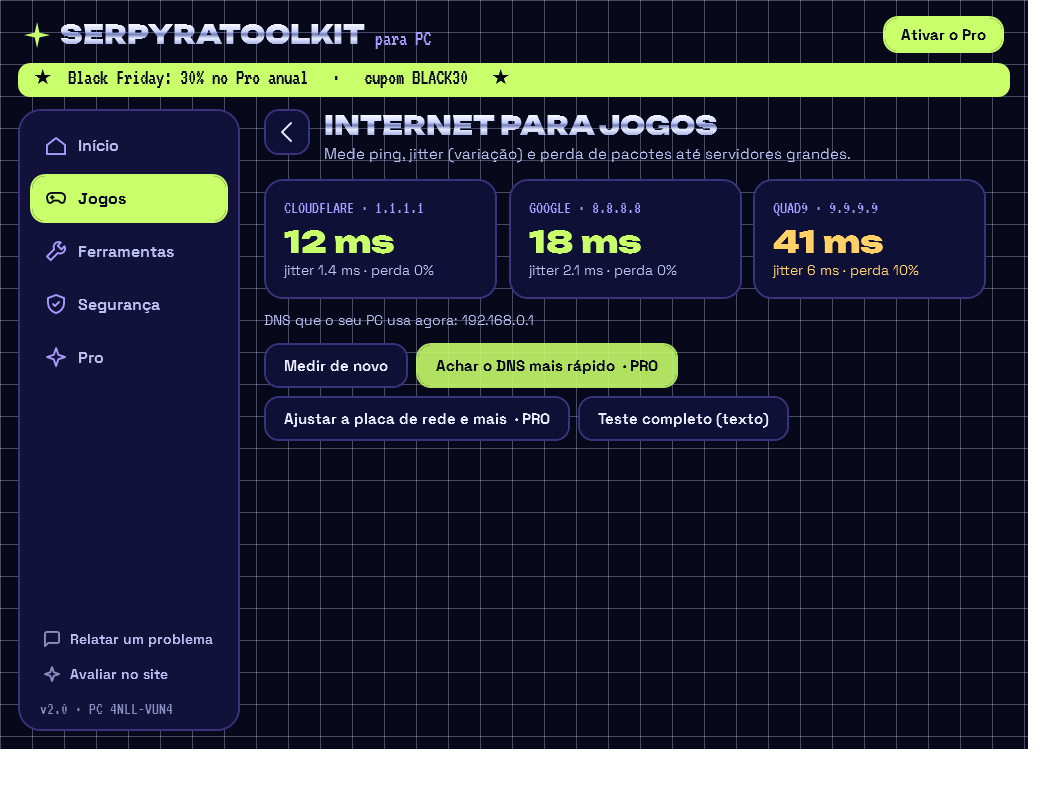 SERPYRATOOLKIT para PC
Ativar o Pro
★ Black Friday: 30% no Pro anual · cupom BLACK30 ★
Início
Jogos
Ferramentas
Segurança
Pro
Relatar um problema
Avaliar no site
v2.0 · PC 4NLL-VUN4
INTERNET PARA JOGOS
Mede ping, jitter (variação) e perda de pacotes até servidores grandes.
CLOUDFLARE · 1.1.1.1
12 ms
jitter 1.4 ms · perda 0%
GOOGLE · 8.8.8.8
18 ms
jitter 2.1 ms · perda 0%
QUAD9 · 9.9.9.9
41 ms
jitter 6 ms · perda 10%
DNS que o seu PC usa agora: 192.168.0.1
Medir de novo
Achar o DNS mais rápido · PRO
Ajustar a placa de rede e mais · PRO
Teste completo (texto)